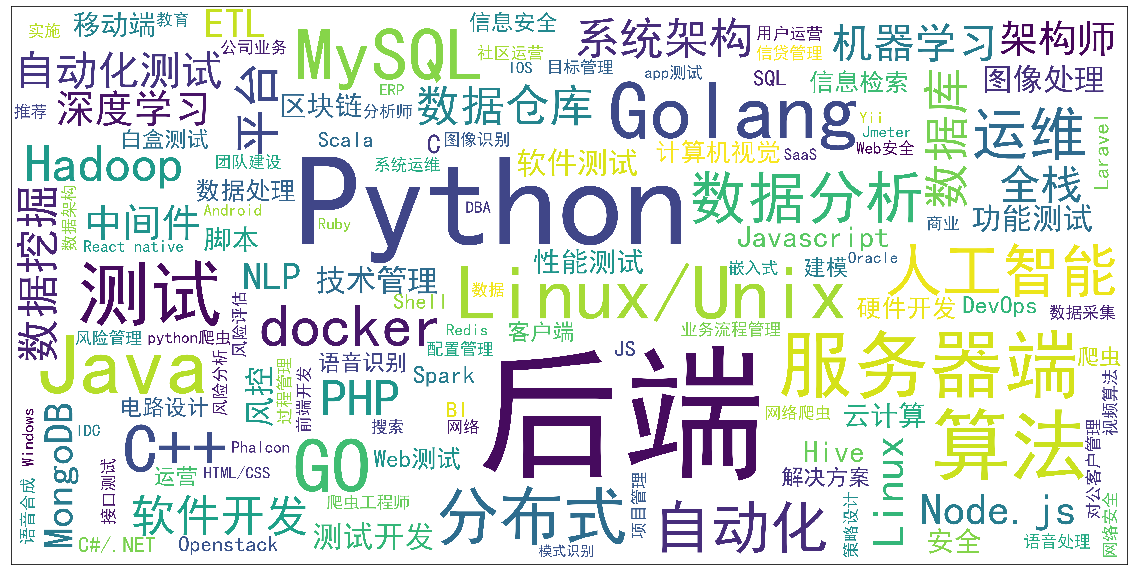 实施
移动端
教育
ETL
公司业务
MySQL
信息安全
社区运营
IOS
ERP
目标管理
系统架构
app测试
用户运营
信贷管理
SQL
机器学习
架构师
信息检索
图像处理
自动化测试
平台
推荐
深度学习
区块链
分析师
数据仓库
Golang
Yii
Jmeter
Web安全
数据库
运维
Laravel
白盒测试
Scala
C
图像识别
软件测试
计算机视觉
SaaS
Hadoop
团队建设
系统运维
数据处理
Python
数据分析
全栈
数据挖掘
数据架构
中间件
Android
Ruby
DBA
商业
功能测试
React native
脚本
Javascript
Oracle
测试
NLP
技术管理
性能测试
嵌入式
建模
人工智能
Shell
数据
Linux/Unix
硬件开发
DevOps
数据采集
风险管理
python爬虫
风险评估
docker
Redis
客户端
业务流程管理
配置管理
Java
风险分析
语音识别
JS
服务器端
爬虫
视频算法
风控
过程管理
前端开发
PHP
Spark
后端
电路设计
BI
网络
网络爬虫
云计算
算法
对公客户管理
Windows
MongoDB
IDC
C++
Phalcon
搜索
GO
Web测试
Hive
Linux
语音合成
接口测试
运营
HTML/CSS
解决方案
爬虫工程师
软件开发
测试开发
分布式
项目管理
自动化
策略设计
Node.js
网络安全
C#/.NET
Openstack
模式识别
安全
语音处理